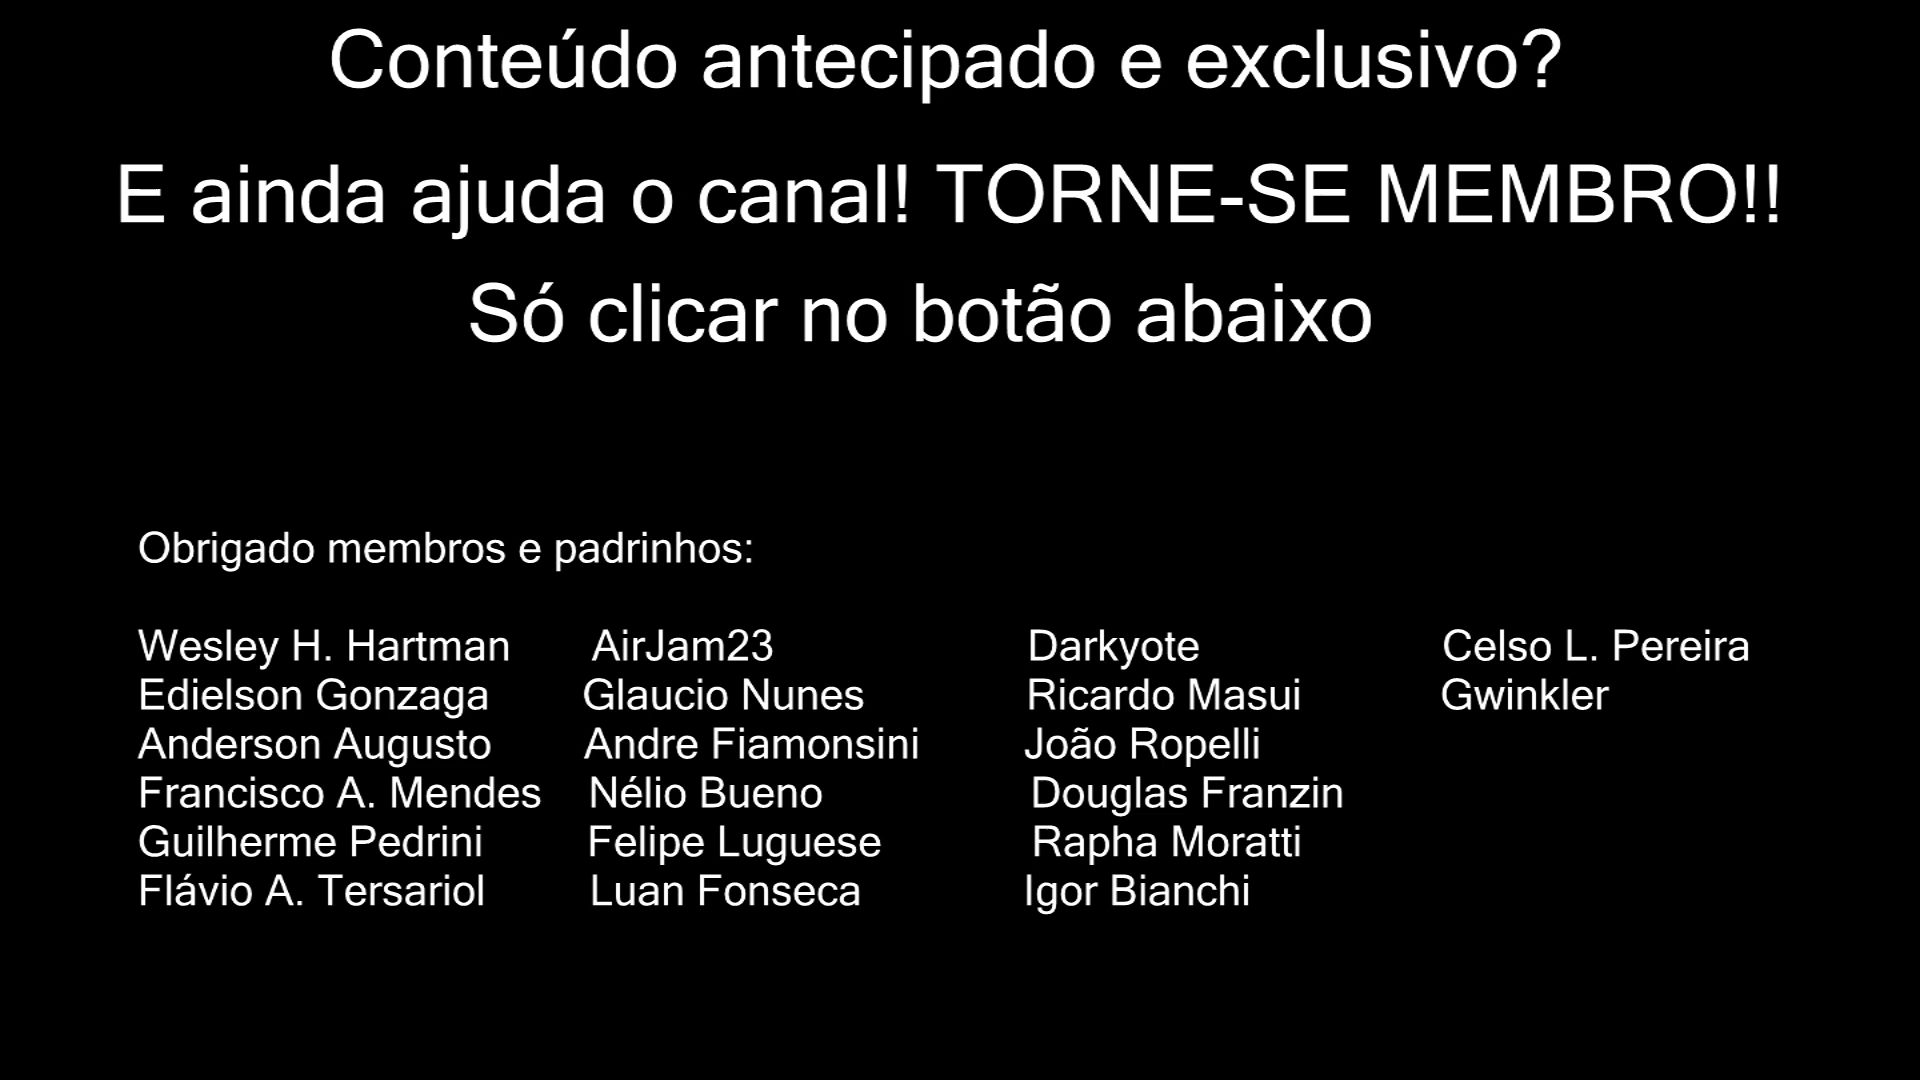 Conteúdo antecipado e exclusivo?
E ainda ajuda o canal! TORNE-SE MEMBRO!!
Só clicar no botão abaixo
Obrigado membros e padrinhos:
Wesley H. Hartman AirJam23 Darkyote Celso L. Pereira
Edielson Gonzaga Glaucio Nunes Ricardo Masui Gwinkler
Anderson Augusto Andre Fiamonsini João Ropelli
Francisco A. Mendes Nélio Bueno Douglas Franzin
Guilherme Pedrini Felipe Luguese Rapha Moratti
Flávio A. Tersariol Luan Fonseca Igor Bianchi